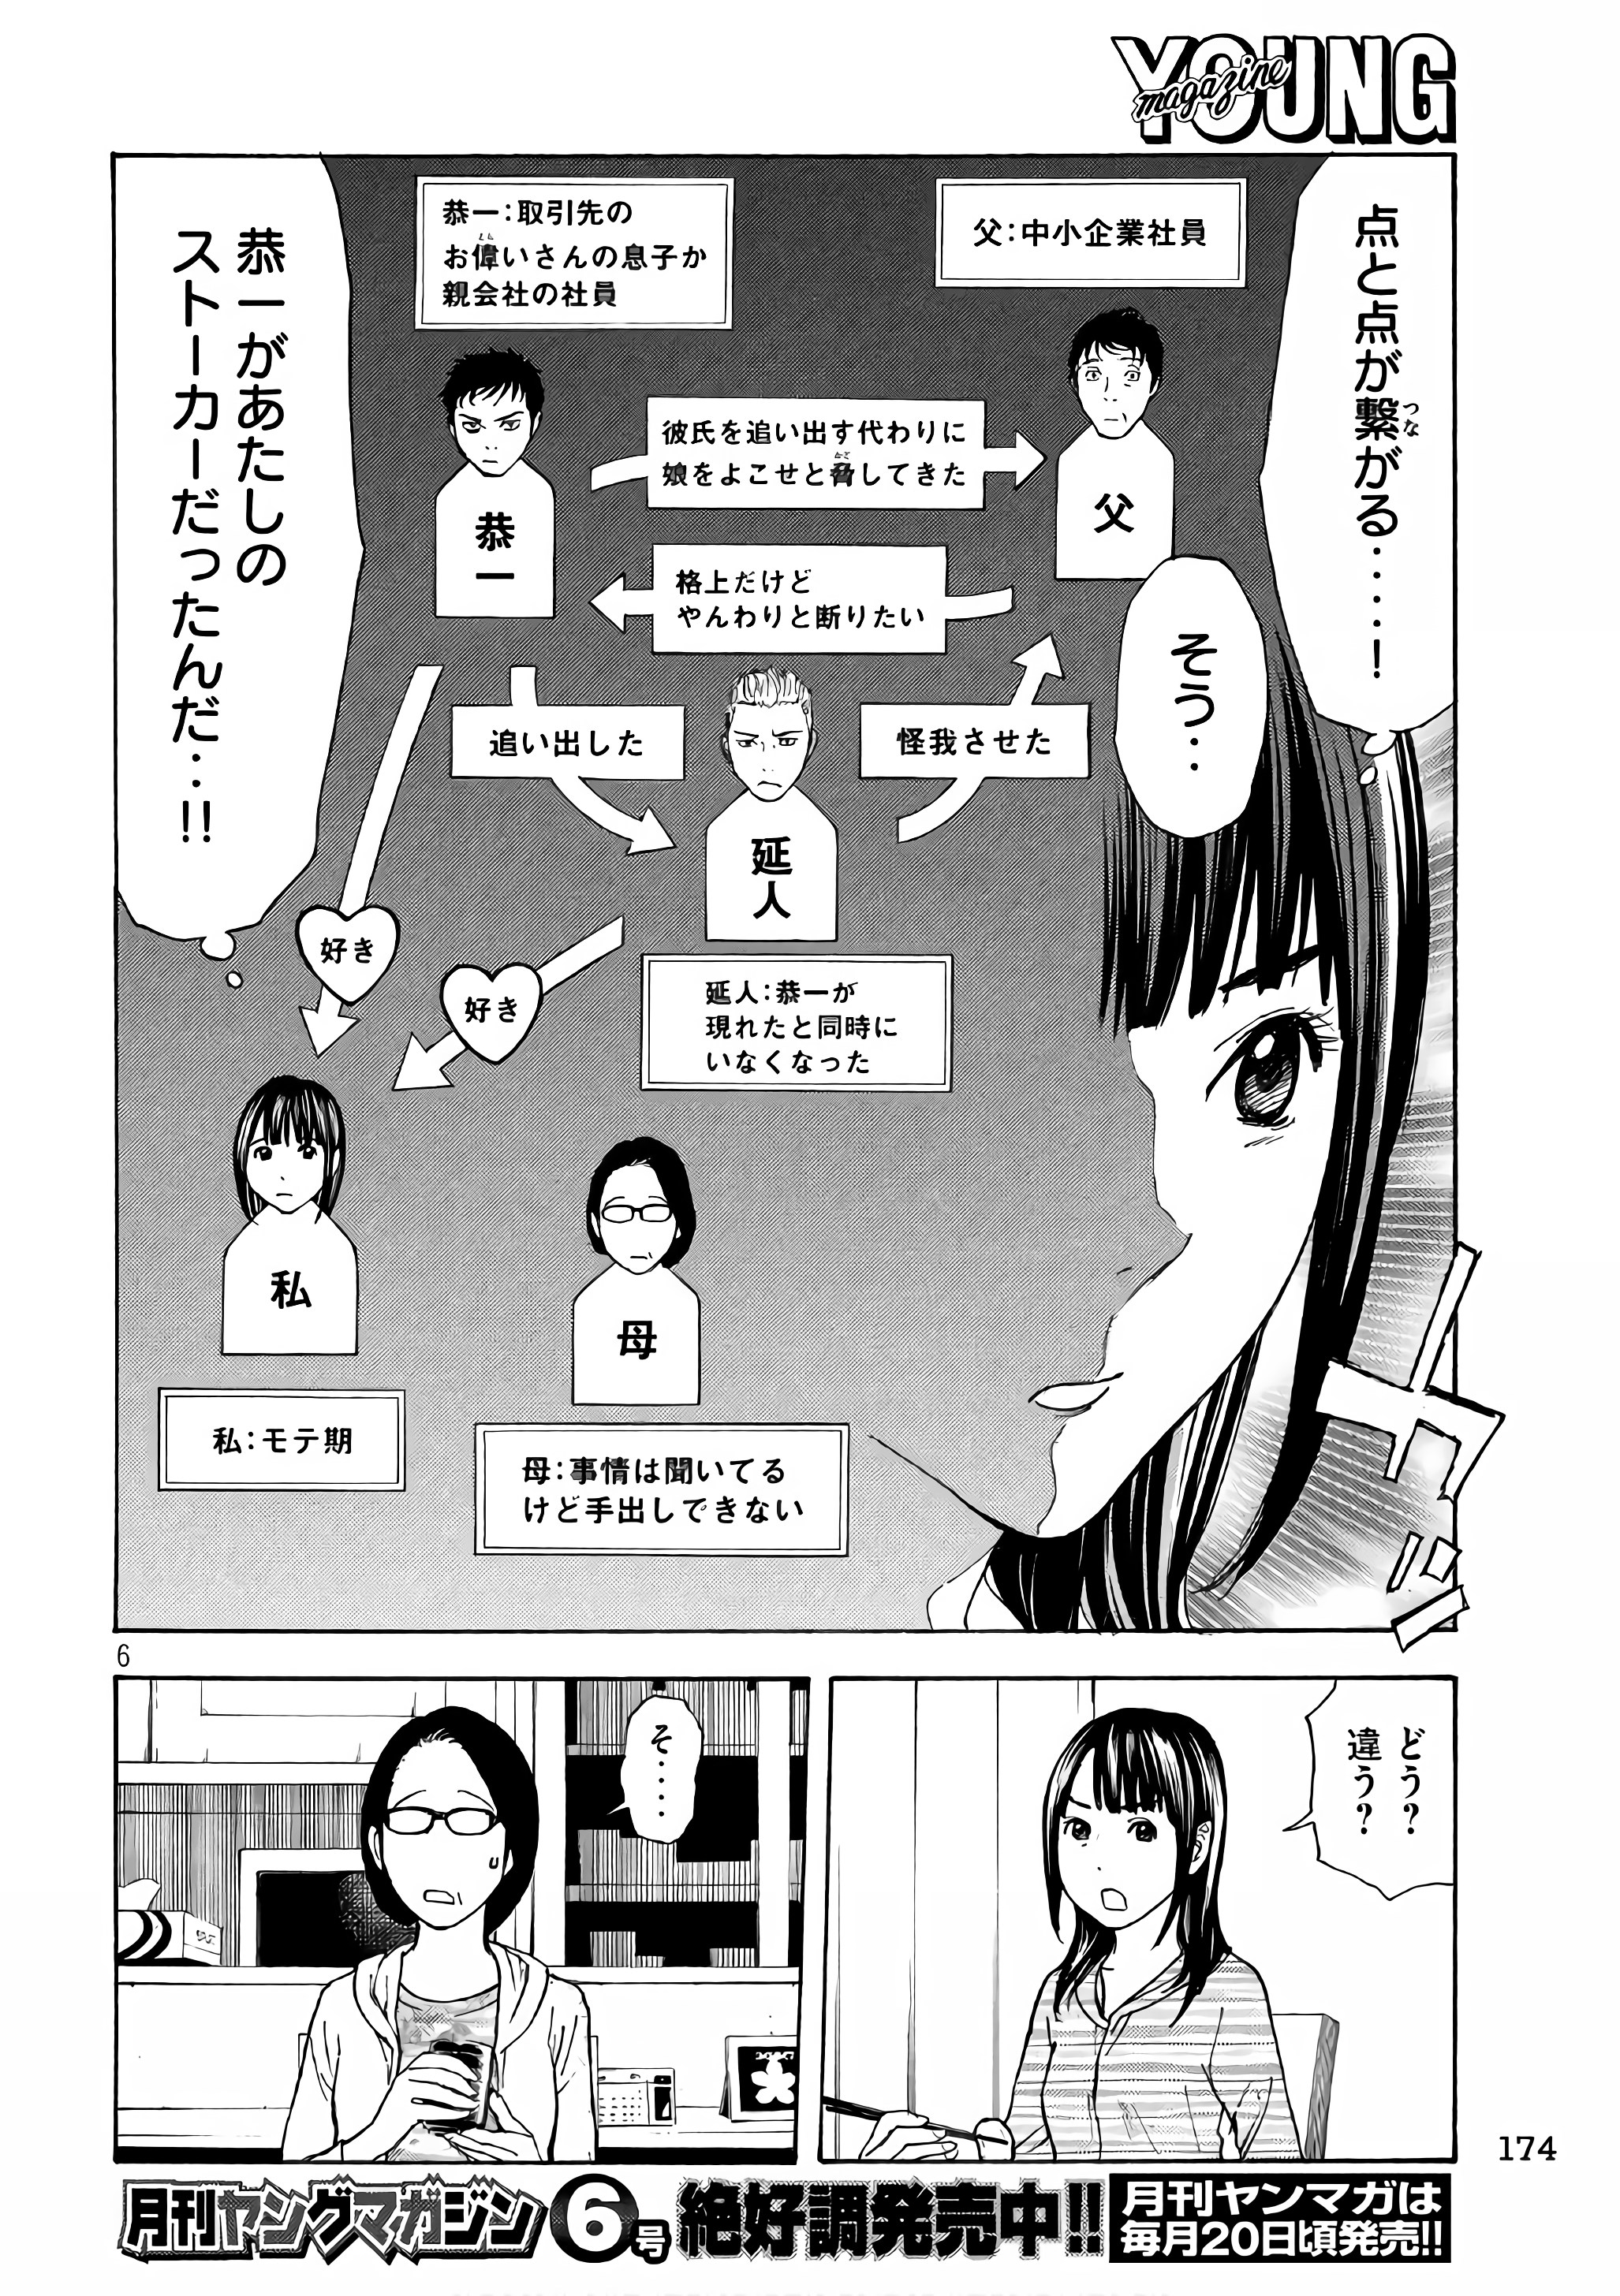 YOUNG
magazine
点と点が繋がる‥‥‥!
つな
そう‥
父:中小企業社員
父
恭一:取引先の
お偉いさんの息子か
えら
親会社の社員
恭一
彼氏を追い出す代わりに
娘をよこせと脅してきた
おど
格上だけど
やんわりと断りたい
追い出した
怪我させた
延人
延人:恭一が
現れたと同時に
いなくなった
好き
好き
私
私:モテ期
母
母:事情は聞いてる
けど手出しできない
恭一があたしの
ストーカーだったんだ‥‥!!
6
どう?
違う?
そ‥‥‥
174
月刊ヤングマガジン6号絶好調発売中!!
月刊ヤンマガは
毎月20日頃発売!!